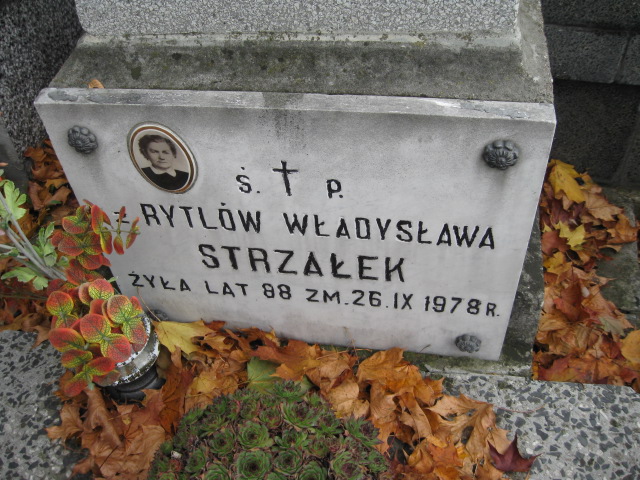 Ś. † P.
RYTLÓW WŁADYSŁAWA
STRZAŁEK
ŻYŁA LAT 88 ZM. 26. IX 1978 R.